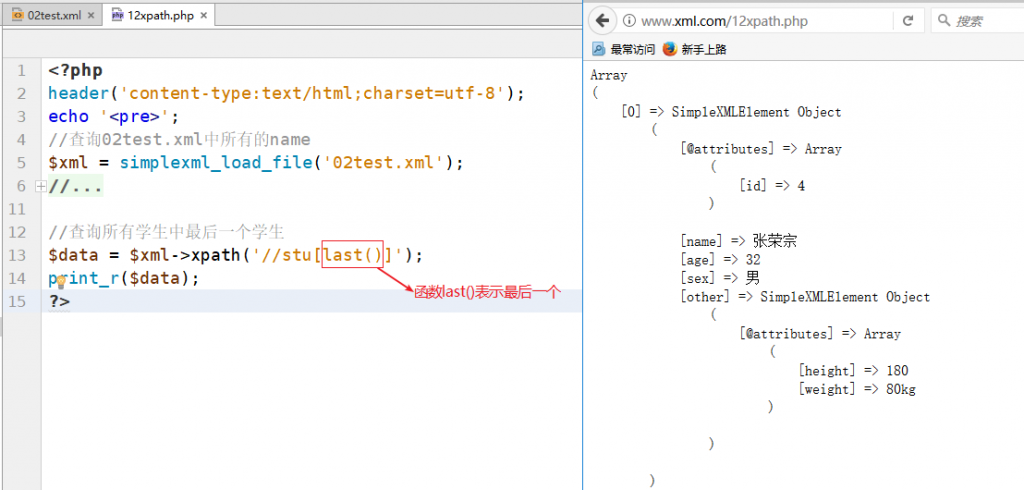 02test.xml
12xpath.php
1 <?php
2 header('content-type:text/html;charset=utf-8');
3 echo '<pre>';
4 //查询02test.xml中所有的name
5 $xml = simplexml_load_file('02test.xml');
6 //...
11
12 //查询所有学生中最后一个学生
13 $data = $xml->xpath('//stu[last()]');
14 print_r($data);
15 ?>
函数last()表示最后一个
www.xml.com/12xpath.php
搜索
最常访问 新手上路
Array
(
[0] => SimpleXMLElement Object
(
[@attributes] => Array
(
[id] => 4
)
[name] => 张荣宗
[age] => 32
[sex] => 男
[other] => SimpleXMLElement Object
(
[@attributes] => Array
(
[height] => 180
[weight] => 80kg
)
)
)